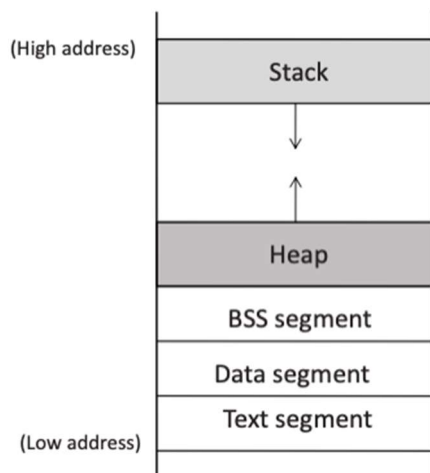 (High address)
Stack
Heap
BSS segment
Data segment
Text segment
(Low address)